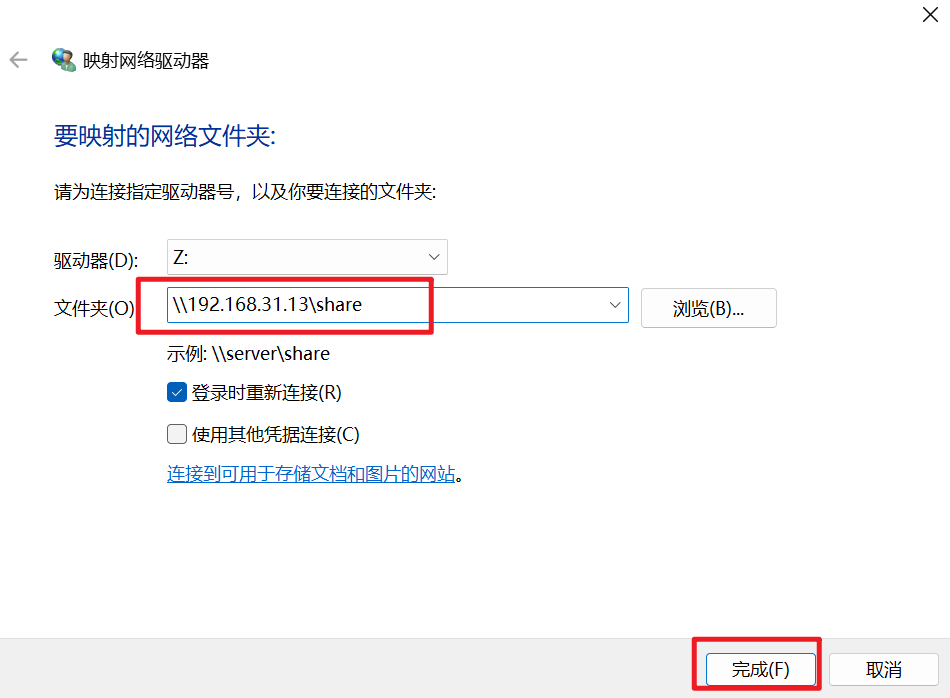 映射网络驱动器
要映射的网络文件夹:
请为连接指定驱动器号，以及你要连接的文件夹:
驱动器(D): Z:
文件夹(O) \\192.168.31.13\share 浏览(B)...
示例: \\server\share
登录时重新连接(R)
使用其他凭据连接(C)
连接到可用于存储文档和图片的网站。
完成(F) 取消